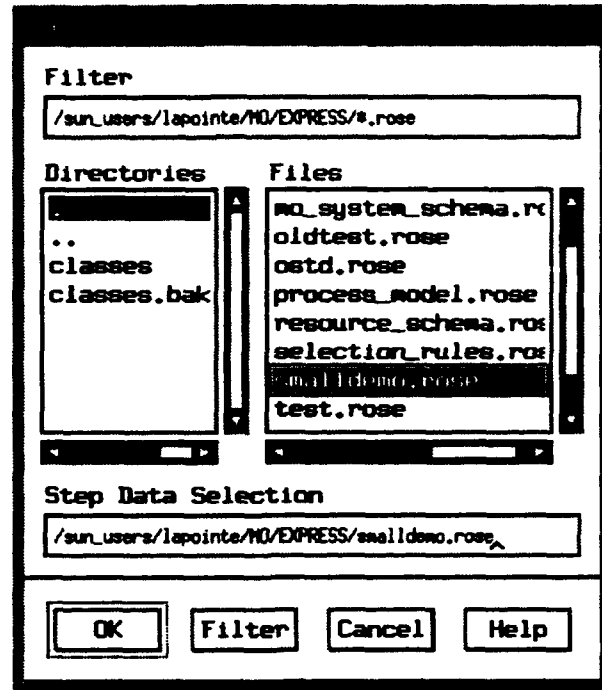 Filter
/sun_users/lapointe/MO/EXPRESS/*.rose
Directories
Files
.
..
classes
classes.bak
mo_system_schema.ro
oldtest.rose
ostd.rose
process_model.rose
resource_schema.ros
selection_rules.ros
smalldemo.rose
test.rose
Step Data Selection
/sun_users/lapointe/MO/EXPRESS/smalldemo.rose
OK
Filter
Cancel
Help